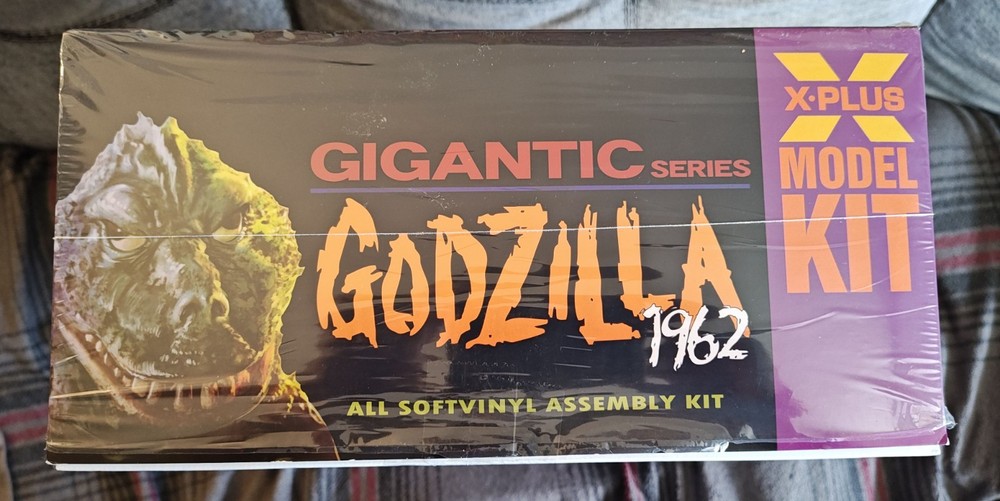 GIGANTIC SERIES
GODZILLA
1962
ALL SOFTVINYL ASSEMBLY KIT
X•PLUS
MODEL
KIT